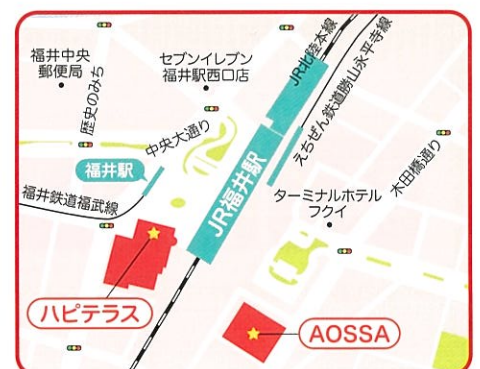 福井中央
郵便局
歴史のみち
セブンイレブン
福井駅西口店
JR北陸本線
えちぜん鉄道勝山永平寺線
中央大通り
福井駅
福井鉄道福武線
JR福井駅
ターミナルホテル
フクイ
木田橋通り
ハピテラス
AOSSA